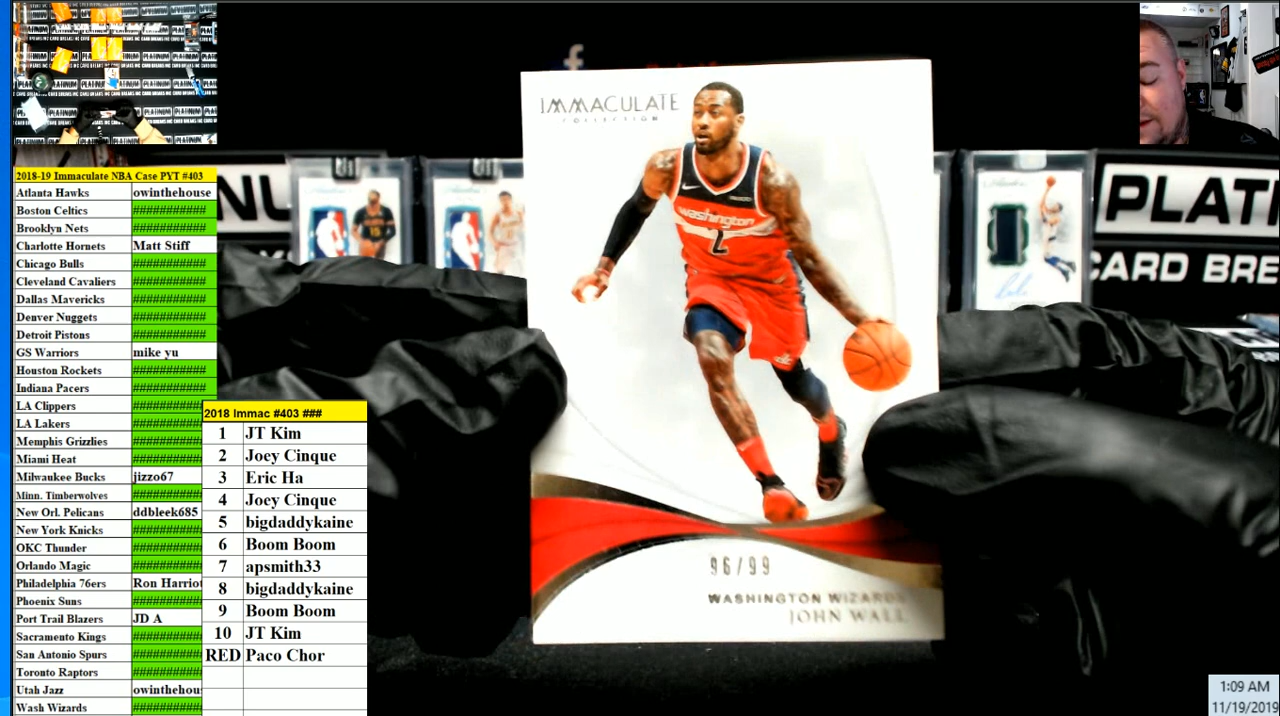 2018-19 Immaculate NBA Case PYT #403
Atlanta Hawks owinthehouse
Boston Celtics ###########
Brooklyn Nets ###########
Charlotte Hornets Matt Stiff
Chicago Bulls ###########
Cleveland Cavaliers ###########
Dallas Mavericks ###########
Denver Nuggets ###########
Detroit Pistons ###########
GS Warriors mike yu
Houston Rockets ###########
Indiana Pacers ###########
LA Clippers ##########
LA Lakers ##########
Memphis Grizzlies ##########
Miami Heat ##########
Milwaukee Bucks jizzo67
Minn. Timberwolves ##########
New Orl. Pelicans ddbleek685
New York Knicks ##########
OKC Thunder ##########
Orlando Magic ##########
Philadelphia 76ers Ron Harriot
Phoenix Suns ##########
Port Trail Blazers JD A
Sacramento Kings ##########
San Antonio Spurs ##########
Toronto Raptors ##########
Utah Jazz owinthehou
Wash Wizards ##########
2018 Immac #403 ###
1 JT Kim
2 Joey Cinque
3 Eric Ha
4 Joey Cinque
5 bigdaddykaine
6 Boom Boom
7 apsmith33
8 bigdaddykaine
9 Boom Boom
10 JT Kim
RED Paco Chor
IMMACULATE
COLLECTION
washington
2
96/99
WASHINGTON WIZARDS
JOHN WALL
NU
PLATI
CARD BRE
1:09 AM
11/19/2019